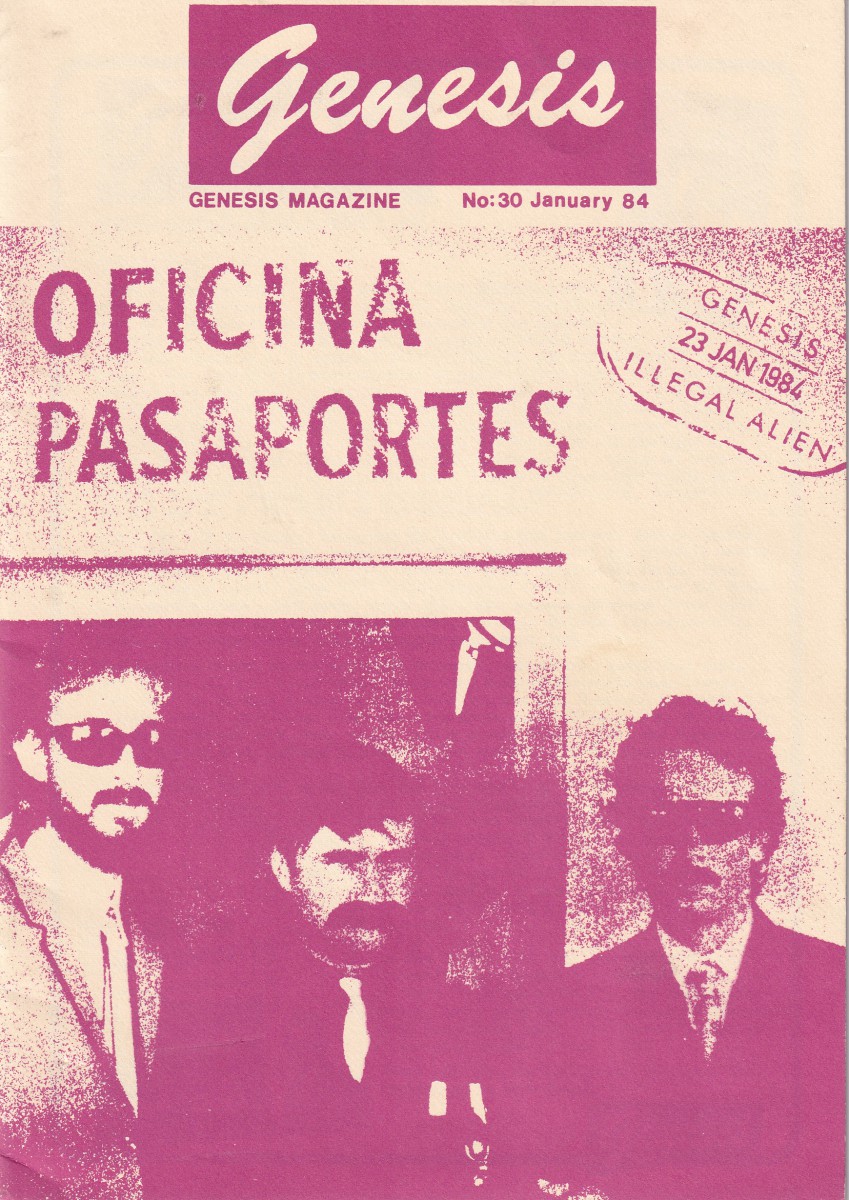 Genesis
GENESIS MAGAZINE No:30 January 84
OFICINA
PASAPORTES
GENESIS
23 JAN 1984
ILLEGAL ALIEN